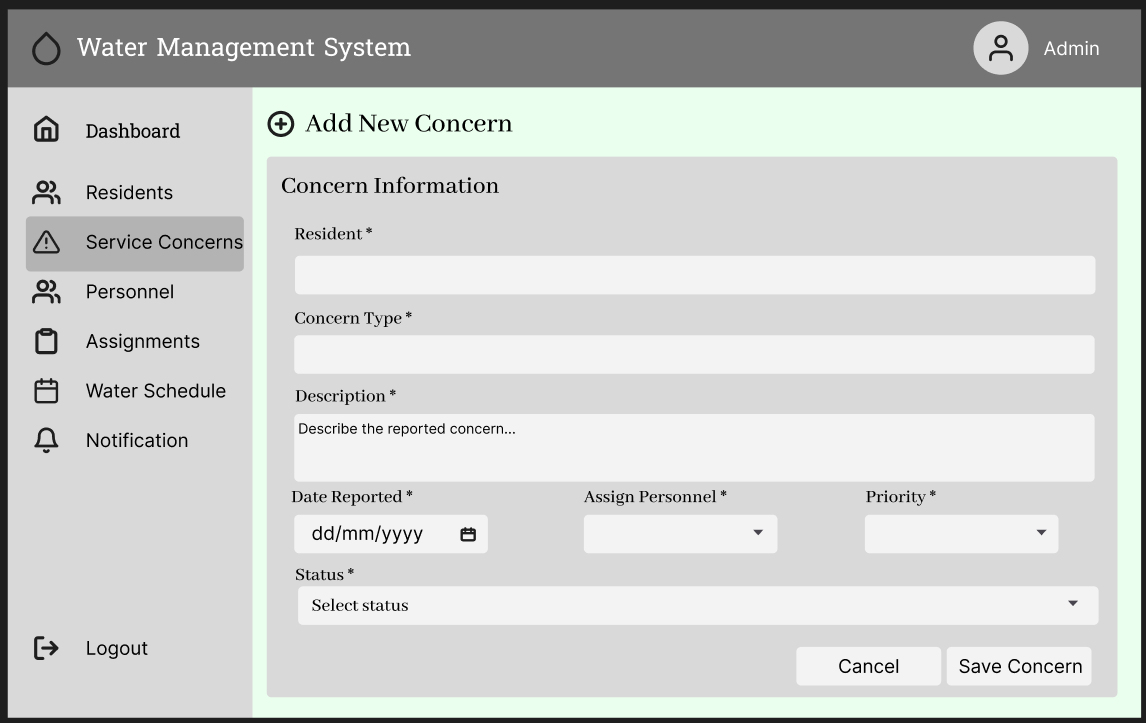 Water Management System
Admin
Dashboard
Residents
Service Concerns
Personnel
Assignments
Water Schedule
Notification
Logout
Add New Concern
Concern Information
Resident *
Concern Type *
Description *
Describe the reported concern...
Date Reported * Assign Personnel * Priority *
dd/mm/yyyy
Status *
Select status
Cancel Save Concern